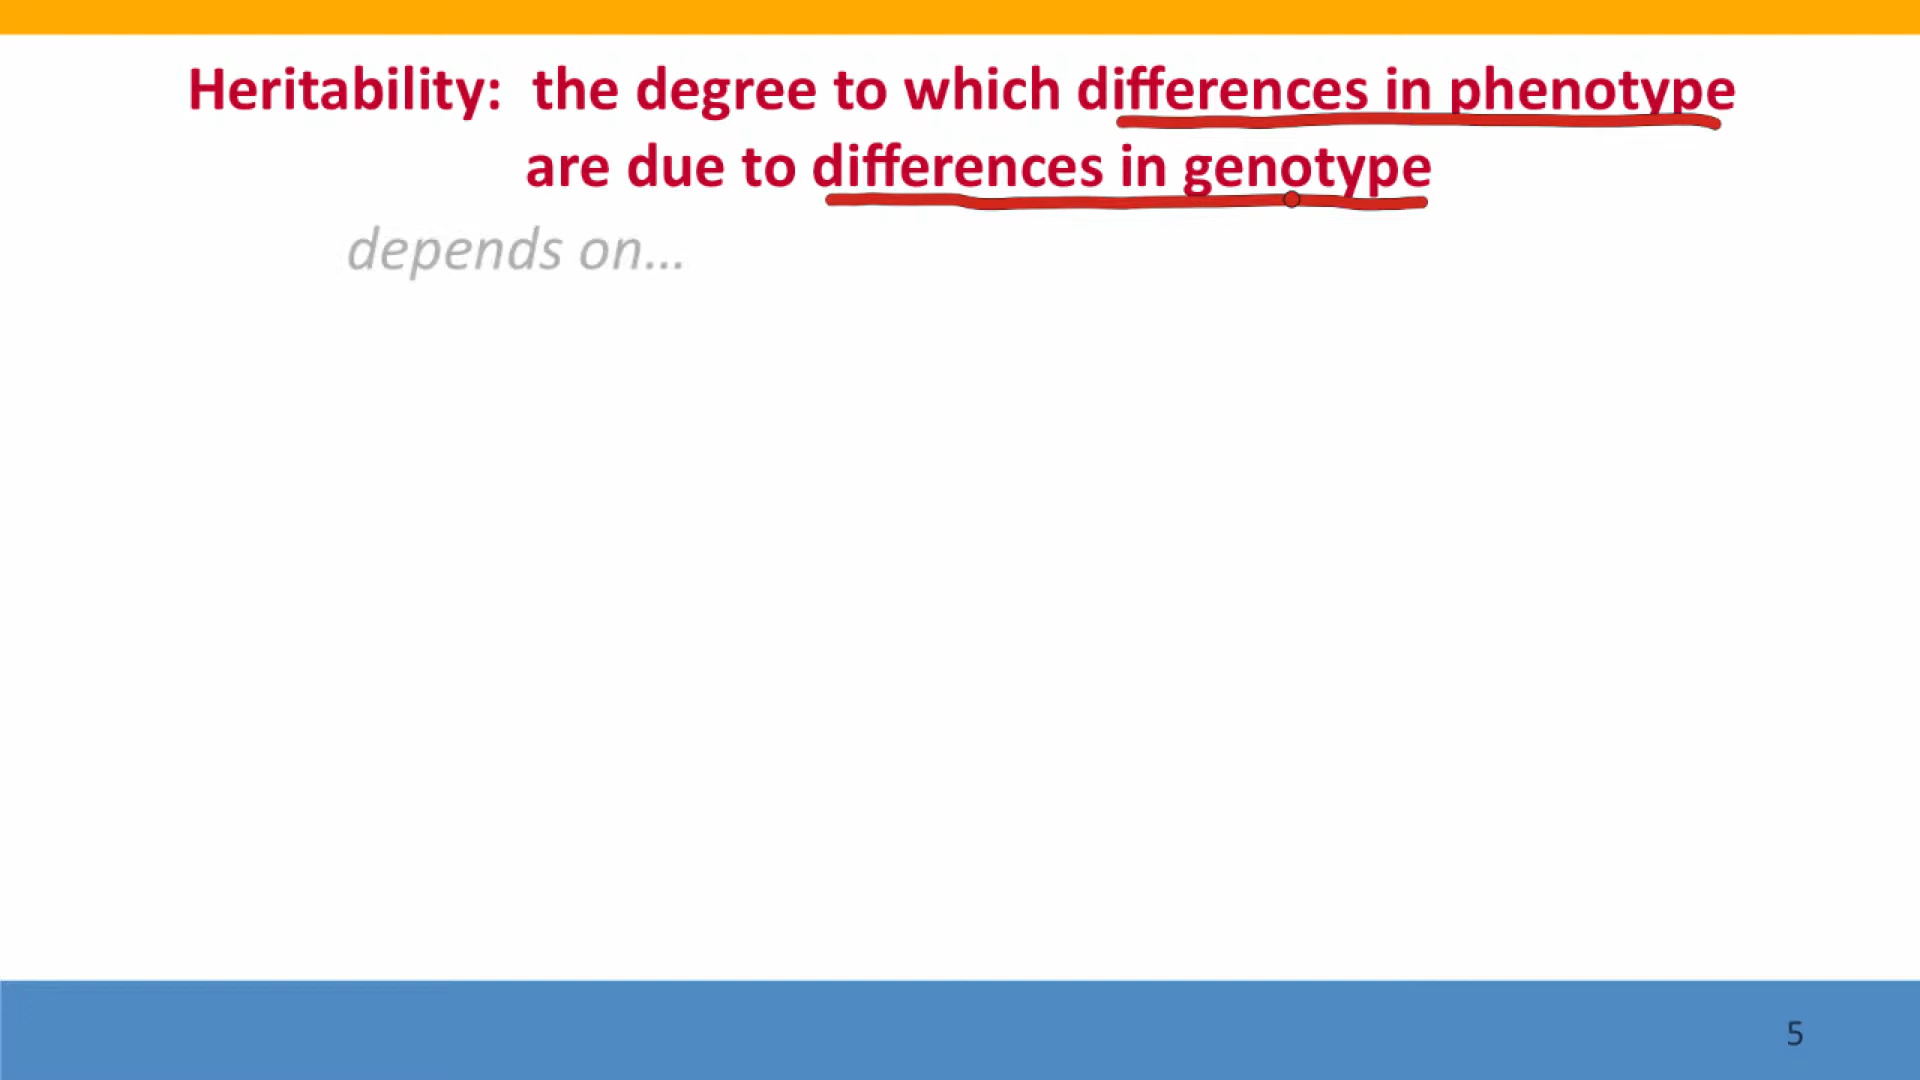 Heritability: the degree to which differences in phenotype
are due to differences in genotype
depends on...
5